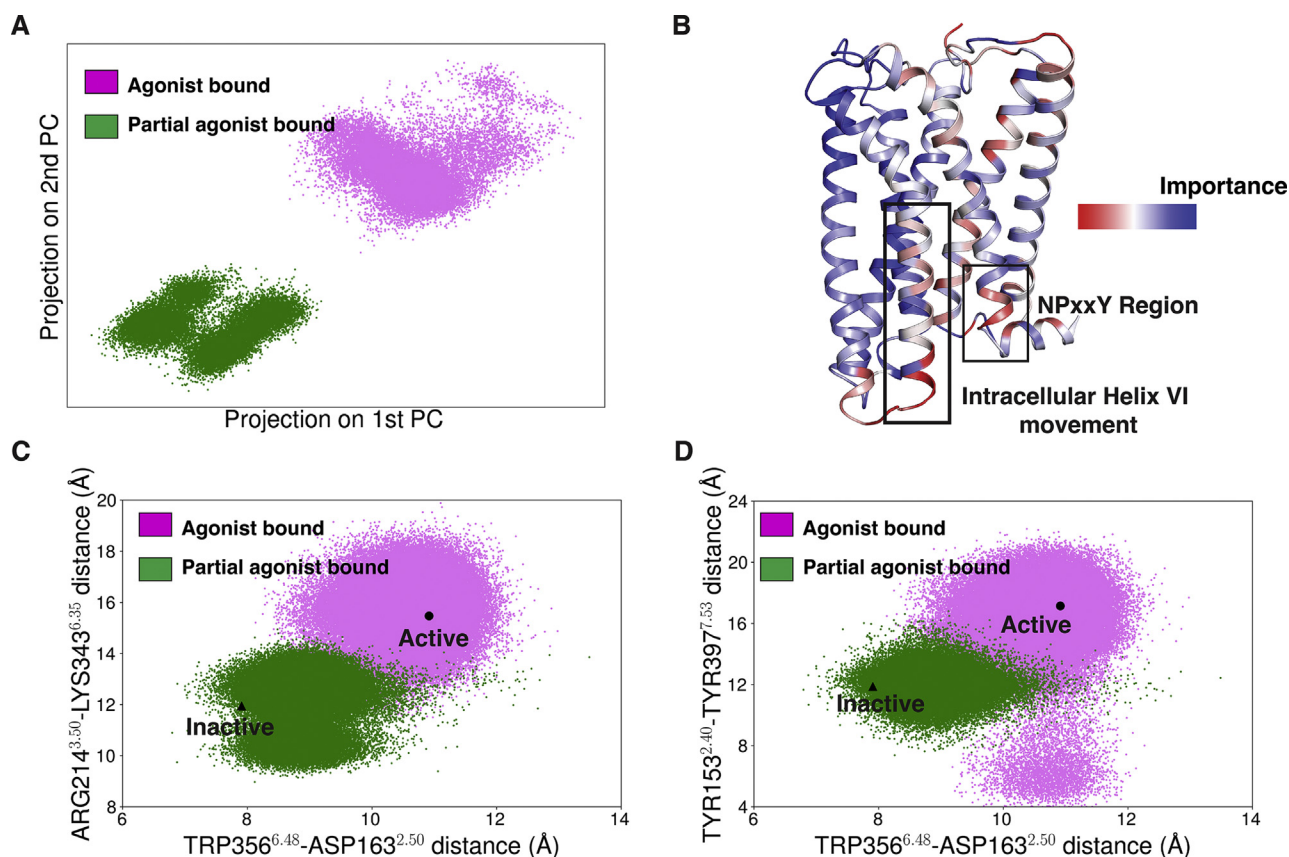 A
Agonist bound
Partial agonist bound
Projection on 2nd PC
Projection on 1st PC
B
Importance
NPxxY Region
Intracellular Helix VI
movement
C
ARG214^{3.50}-LYS343^{6.35} distance (Å)
20
18
16
14
12
10
8
Agonist bound
Partial agonist bound
Active
Inactive
6
8
10
12
14
TRP356^{6.48}-ASP163^{2.50} distance (Å)
D
TYR153^{2.40}-TYR397^{7.53} distance (Å)
24
20
16
12
8
4
Agonist bound
Partial agonist bound
Active
Inactive
6
8
10
12
14
TRP356^{6.48}-ASP163^{2.50} distance (Å)